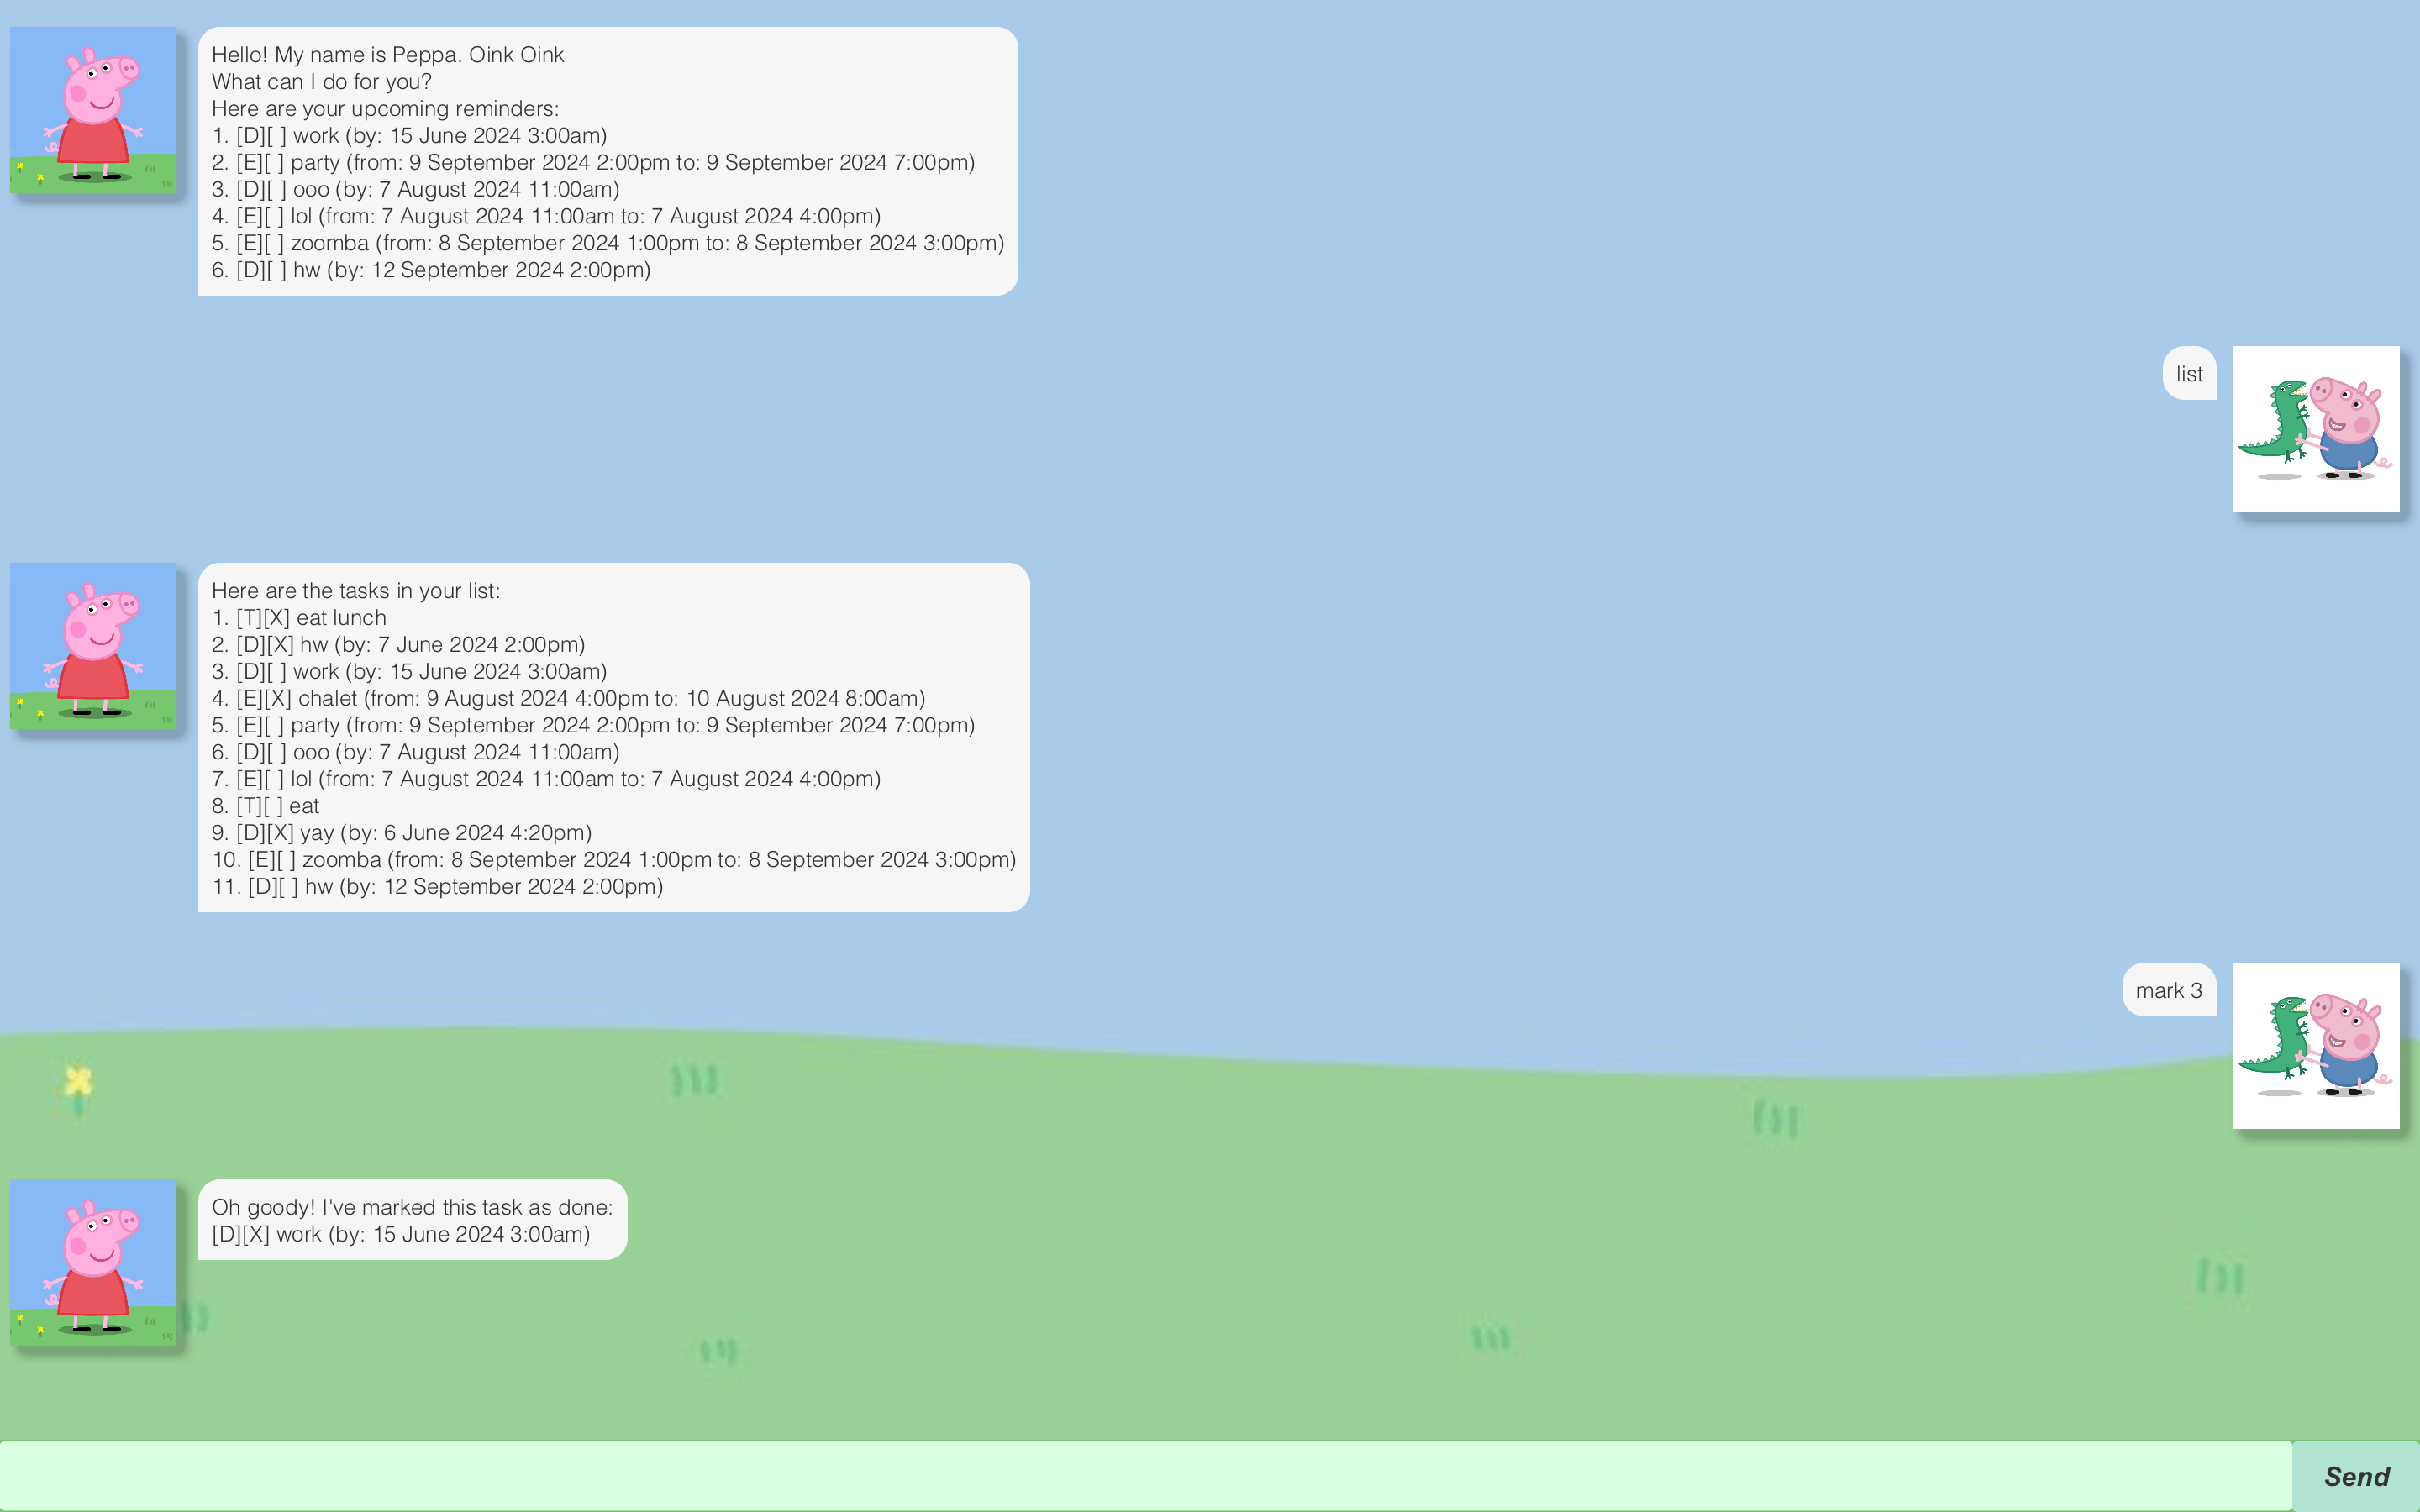 Hello! My name is Peppa. Oink Oink
What can I do for you?
Here are your upcoming reminders:
1. [D][ ] work (by: 15 June 2024 3:00am)
2. [E][ ] party (from: 9 September 2024 2:00pm to: 9 September 2024 7:00pm)
3. [D][ ] ooo (by: 7 August 2024 11:00am)
4. [E][ ] lol (from: 7 August 2024 11:00am to: 7 August 2024 4:00pm)
5. [E][ ] zoomba (from: 8 September 2024 1:00pm to: 8 September 2024 3:00pm)
6. [D][ ] hw (by: 12 September 2024 2:00pm)
list
Here are the tasks in your list:
1. [T][X] eat lunch
2. [D][X] hw (by: 7 June 2024 2:00pm)
3. [D][ ] work (by: 15 June 2024 3:00am)
4. [E][X] chalet (from: 9 August 2024 4:00pm to: 10 August 2024 8:00am)
5. [E][ ] party (from: 9 September 2024 2:00pm to: 9 September 2024 7:00pm)
6. [D][ ] ooo (by: 7 August 2024 11:00am)
7. [E][ ] lol (from: 7 August 2024 11:00am to: 7 August 2024 4:00pm)
8. [T][ ] eat
9. [D][X] yay (by: 6 June 2024 4:20pm)
10. [E][ ] zoomba (from: 8 September 2024 1:00pm to: 8 September 2024 3:00pm)
11. [D][ ] hw (by: 12 September 2024 2:00pm)
mark 3
Oh goody! I've marked this task as done:
[D][X] work (by: 15 June 2024 3:00am)
Send